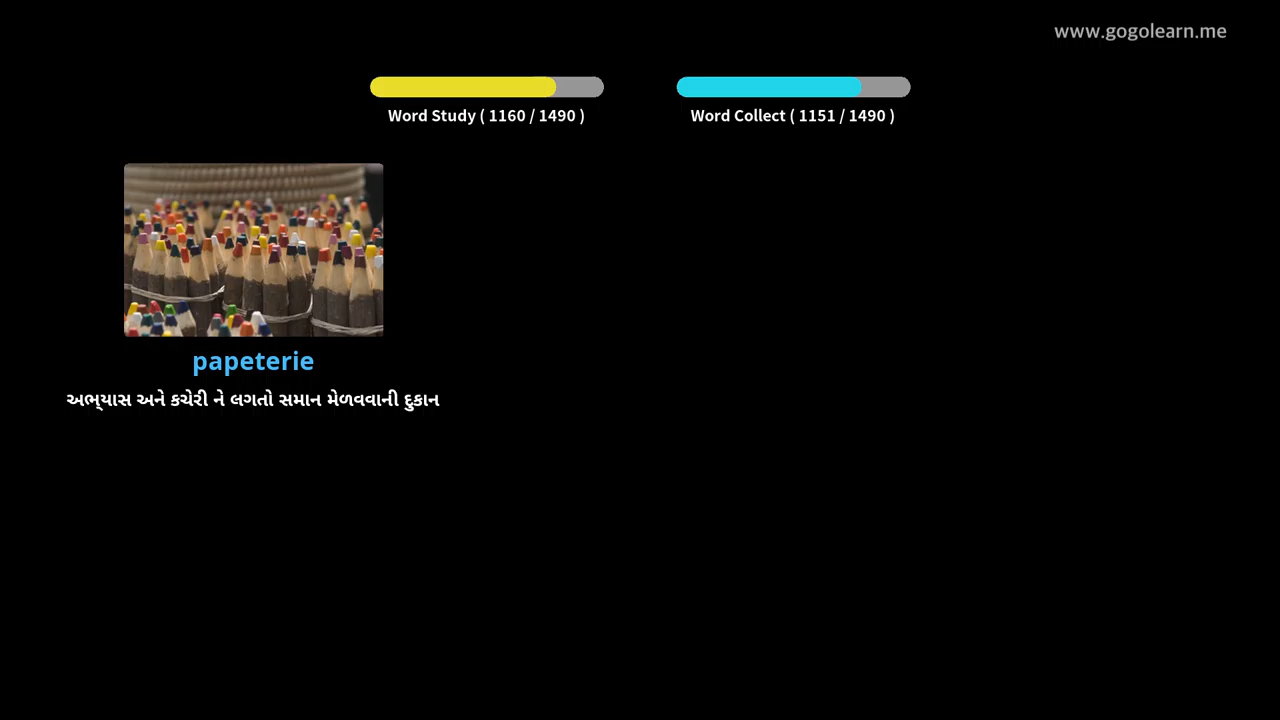 www.gogolearn.me
Word Study ( 1160 / 1490 )
Word Collect ( 1151 / 1490 )
papeterie
અભ્યાસ અને કચેરી ને લગતો સમાન મેળવવાની દુકાન